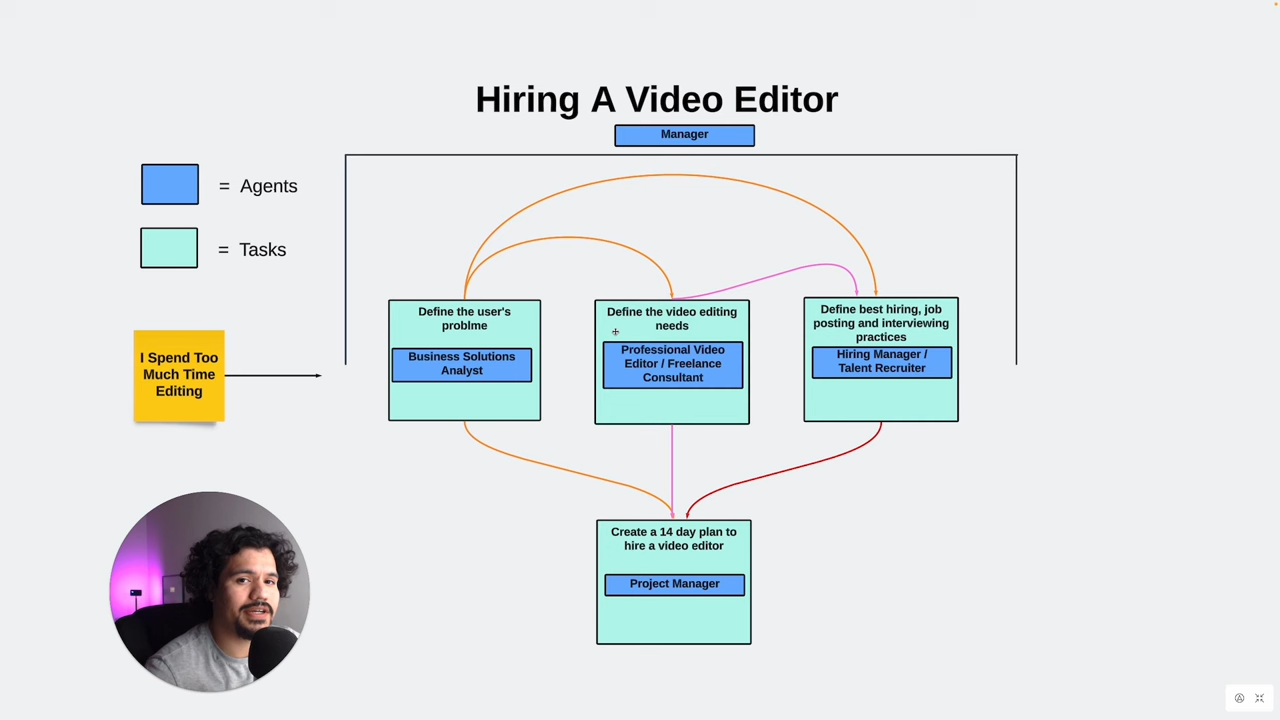 Hiring A Video Editor
Manager
= Agents
= Tasks
I Spend Too
Much Time
Editing
Define the user's
problme
Business Solutions
Analyst
Define the video editing
needs
Professional Video
Editor / Freelance
Consultant
Define best hiring, job
posting and interviewing
practices
Hiring Manager /
Talent Recruiter
Create a 14 day plan to
hire a video editor
Project Manager